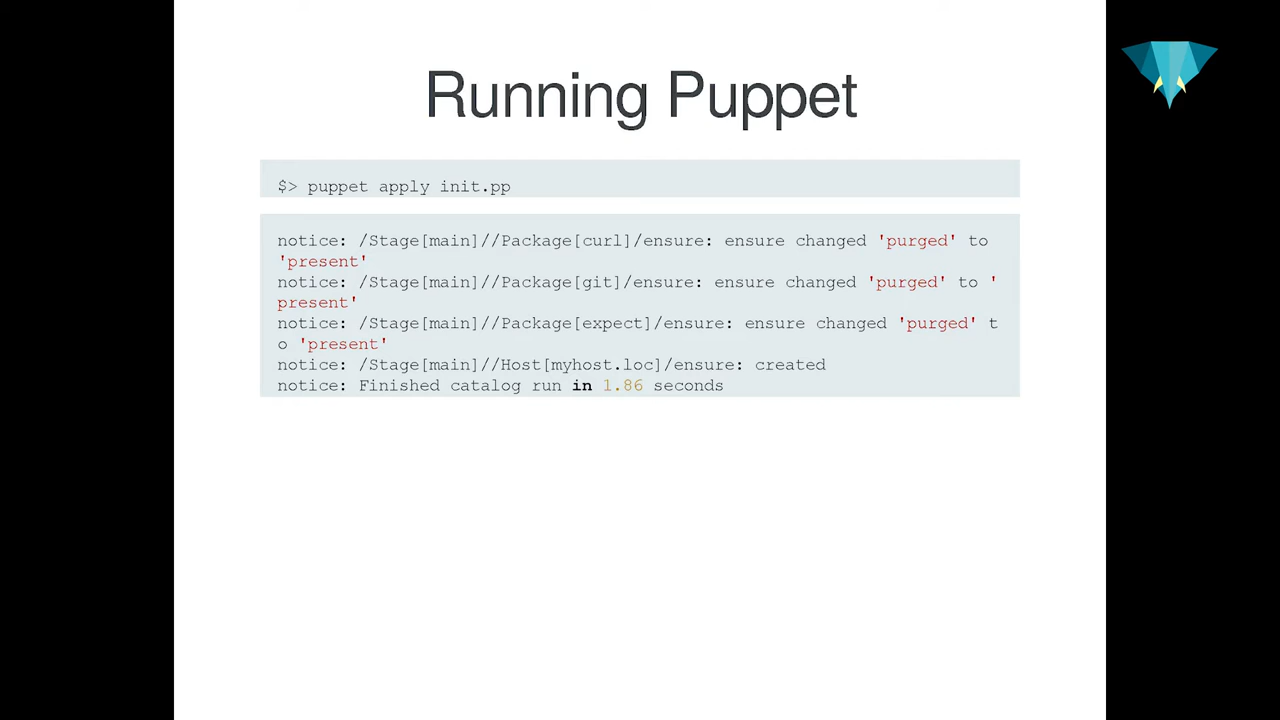 Running Puppet
$> puppet apply init.pp
notice: /Stage[main]//Package[curl]/ensure: ensure changed 'purged' to
'present'
notice: /Stage[main]//Package[git]/ensure: ensure changed 'purged' to '
present'
notice: /Stage[main]//Package[expect]/ensure: ensure changed 'purged' t
o 'present'
notice: /Stage[main]//Host[myhost.loc]/ensure: created
notice: Finished catalog run in 1.86 seconds